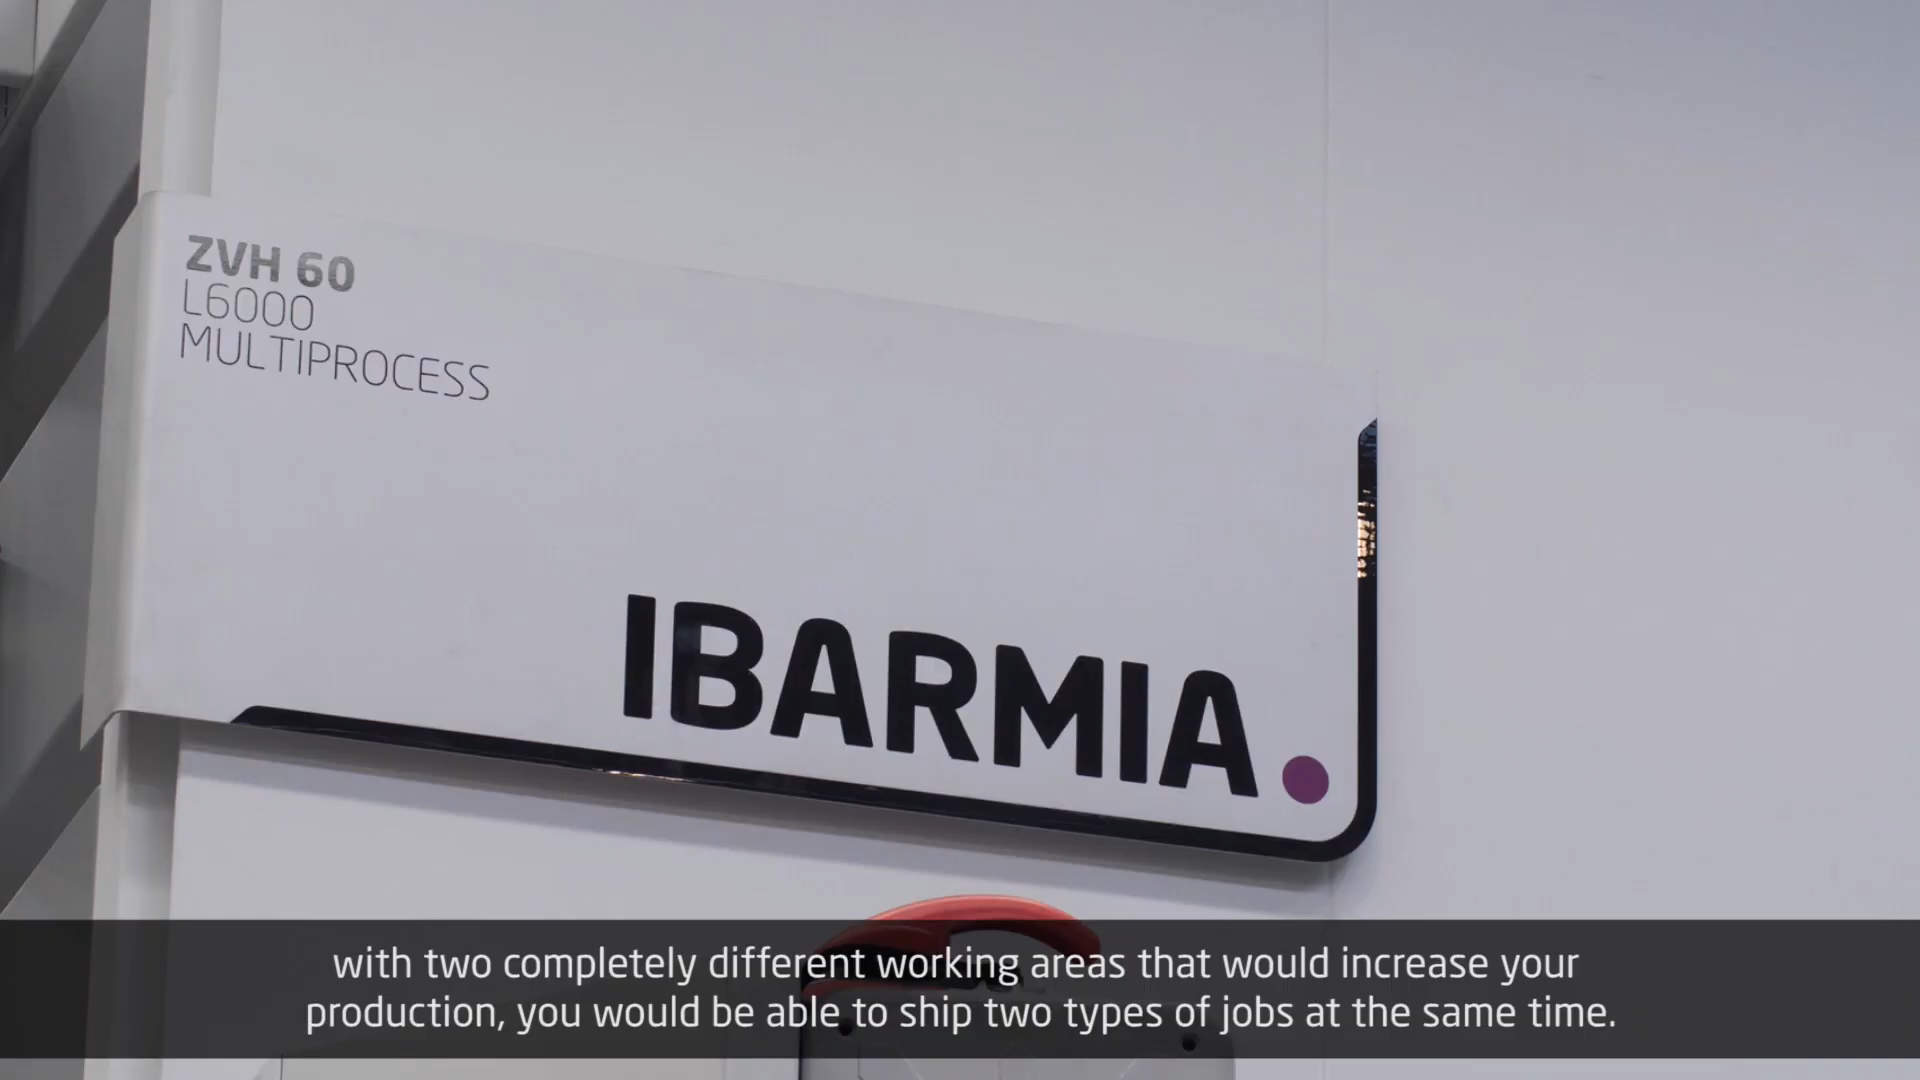 ZVH 60
L6000
MULTIPROCESS
IBARMIA.
with two completely different working areas that would increase your
production, you would be able to ship two types of jobs at the same time.